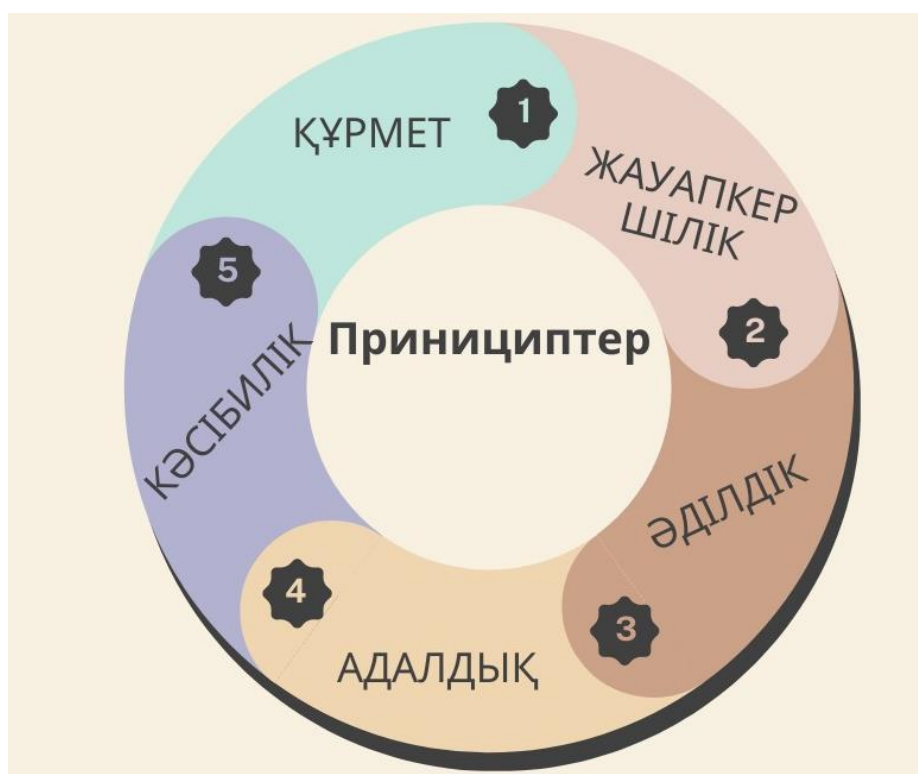 ҚҰРМЕТ
1
ЖАУАПКЕР
ШІЛІК
2
ӘДІЛДІК
3
АДАЛДЫҚ
4
КӘСІБИЛІК
5
Принициптер